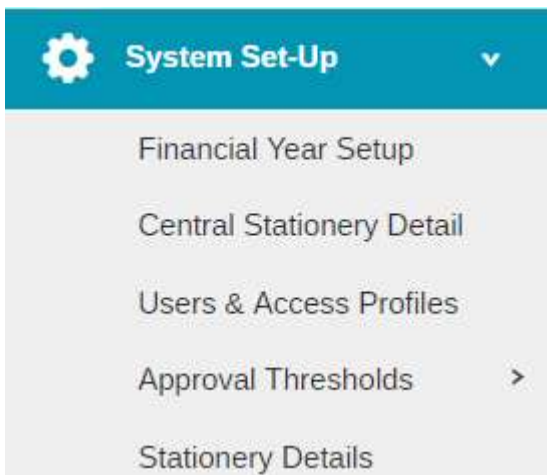 System Set-Up
Financial Year Setup
Central Stationery Detail
Users & Access Profiles
Approval Thresholds
Stationery Details